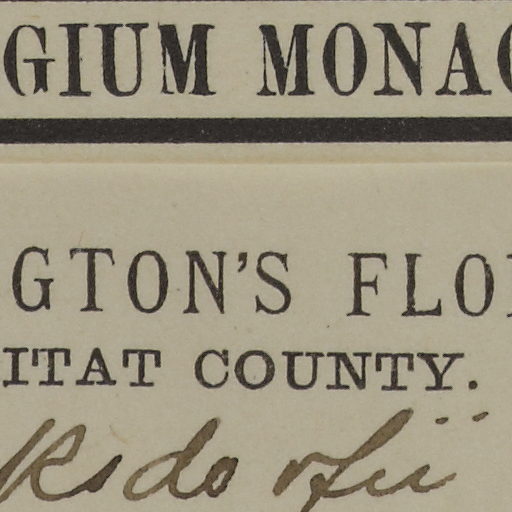 GIUM MONAC
GTON'S FLO
ITAT COUNTY.